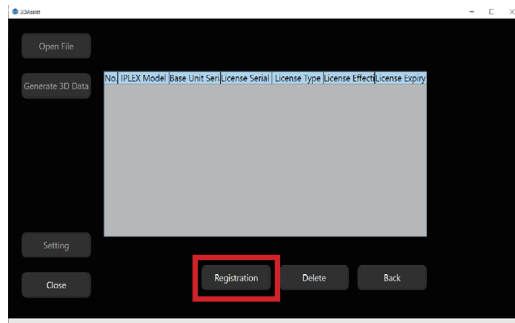 3DAssist
Open File
Generate 3D Data
No. IPLEX Model Base Unit Seri License Serial License Type License Effecti License Expiry
Setting
Close
Registration Delete Back